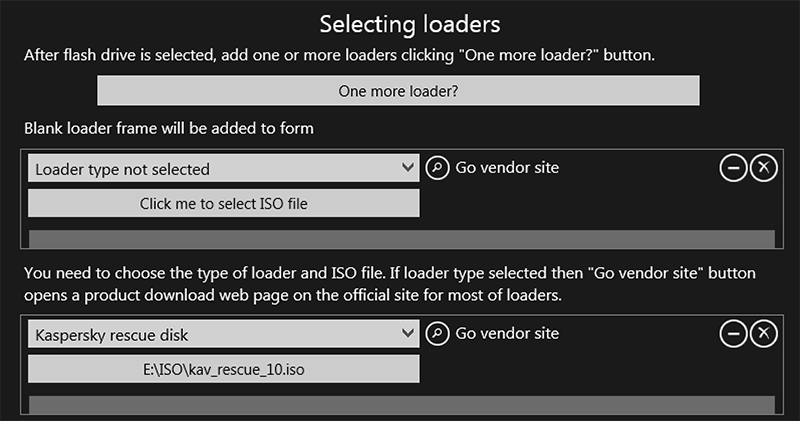 Selecting loaders
After flash drive is selected, add one or more loaders clicking "One more loader?" button.
One more loader?
Blank loader frame will be added to form
Loader type not selected
Go vendor site
Click me to select ISO file
You need to choose the type of loader and ISO file. If loader type selected then "Go vendor site" button
opens a product download web page on the official site for most of loaders.
Kaspersky rescue disk
Go vendor site
E:\ISO\kav_rescue_10.iso